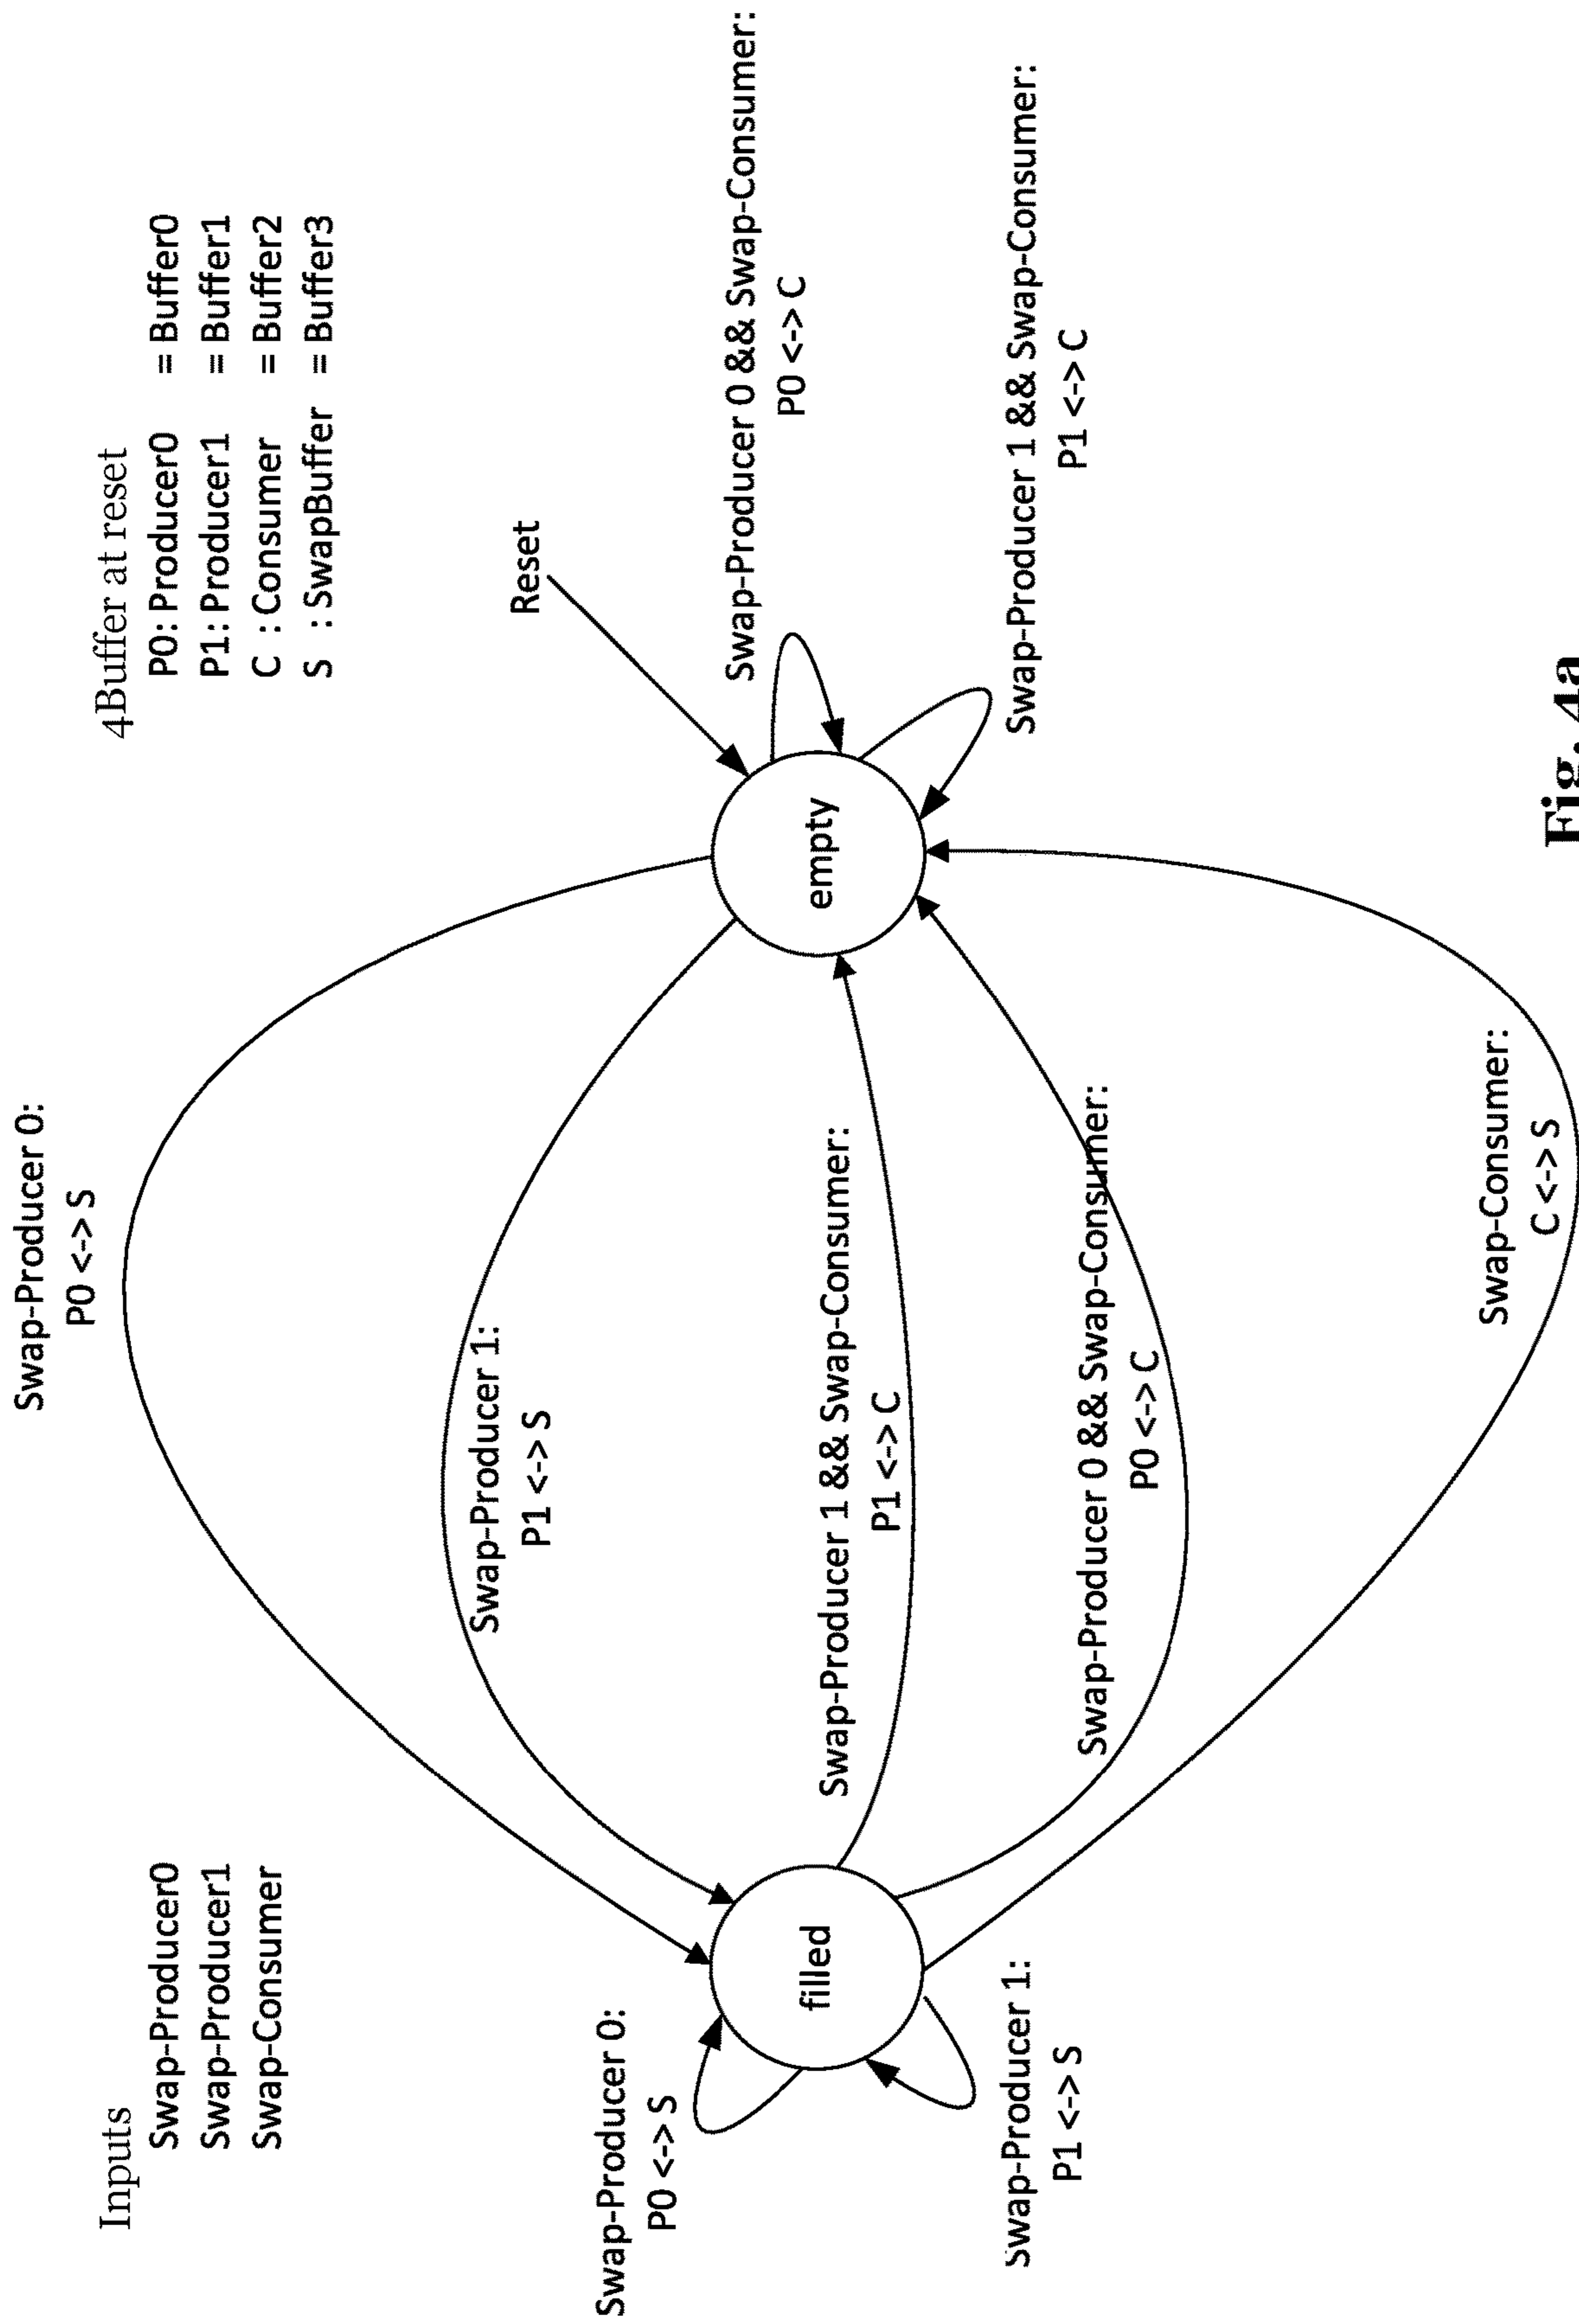 Inputs
Swap-Producer0
Swap-Producer1
Swap-Consumer
4Buffer at reset
P0: Producer0 = Buffer0
P1: Producer1 = Buffer1
C : Consumer = Buffer2
S : SwapBuffer = Buffer3
Swap-Producer 0:
P0 <-> S
Reset
Swap-Producer 1:
P1 <-> S
Swap-Producer 0:
P0 <-> S
filled
Swap-Producer 1:
P1 <-> S
Swap-Producer 1 && Swap-Consumer:
P1 <-> C
empty
Swap-Producer 0 && Swap-Consumer:
P0 <-> C
Swap-Producer 1 && Swap-Consumer:
P1 <-> C
Swap-Producer 0 && Swap-Consumer:
P0 <-> C
Swap-Consumer:
C <-> S
Fig. 4a